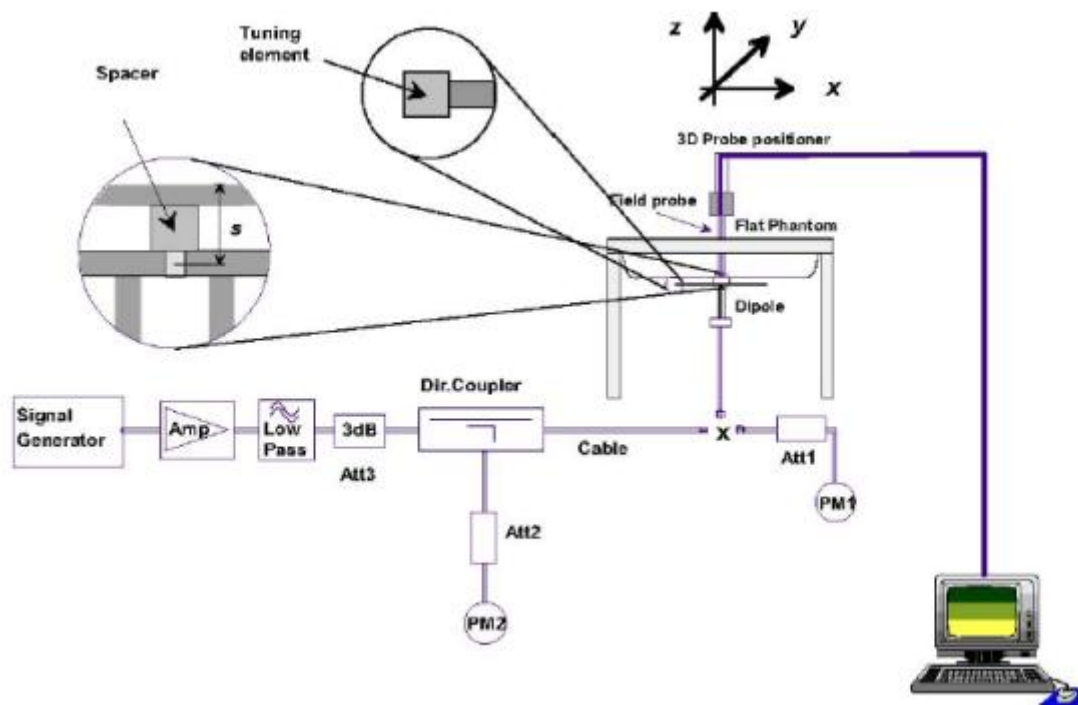 Tuning
element
Spacer
s
z
y
x
3D Probe positioner
Field probe
Flat Phantom
Dipole
Dir.Coupler
Signal
Generator
Amp
Low
Pass
3dB
Att3
Cable
x
Att1
PM1
Att2
PM2